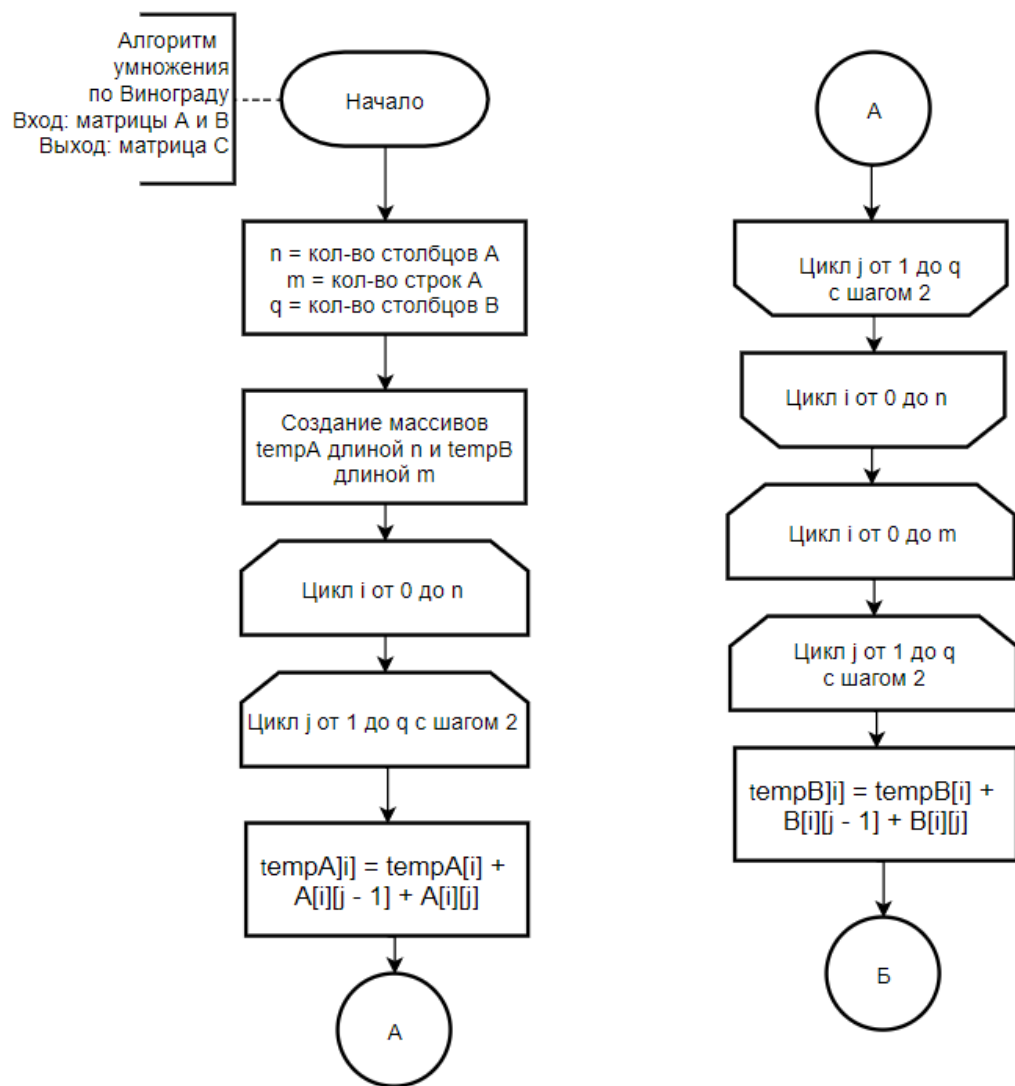 Алгоритм
умножения
по Винограду
Вход: матрицы A и B
Выход: матрица C
Начало
n = кол-во столбцов A
m = кол-во строк A
q = кол-во столбцов B
Создание массивов
tempA длиной n и tempB
длиной m
Цикл i от 0 до n
Цикл j от 1 до q с шагом 2
tempA]i] = tempA[i] +
A[i][j - 1] + A[i][j]
А
А
Цикл j от 1 до q
с шагом 2
Цикл i от 0 до n
Цикл i от 0 до m
Цикл j от 1 до q
с шагом 2
tempB]i] = tempB[i] +
B[i][j - 1] + B[i][j]
Б